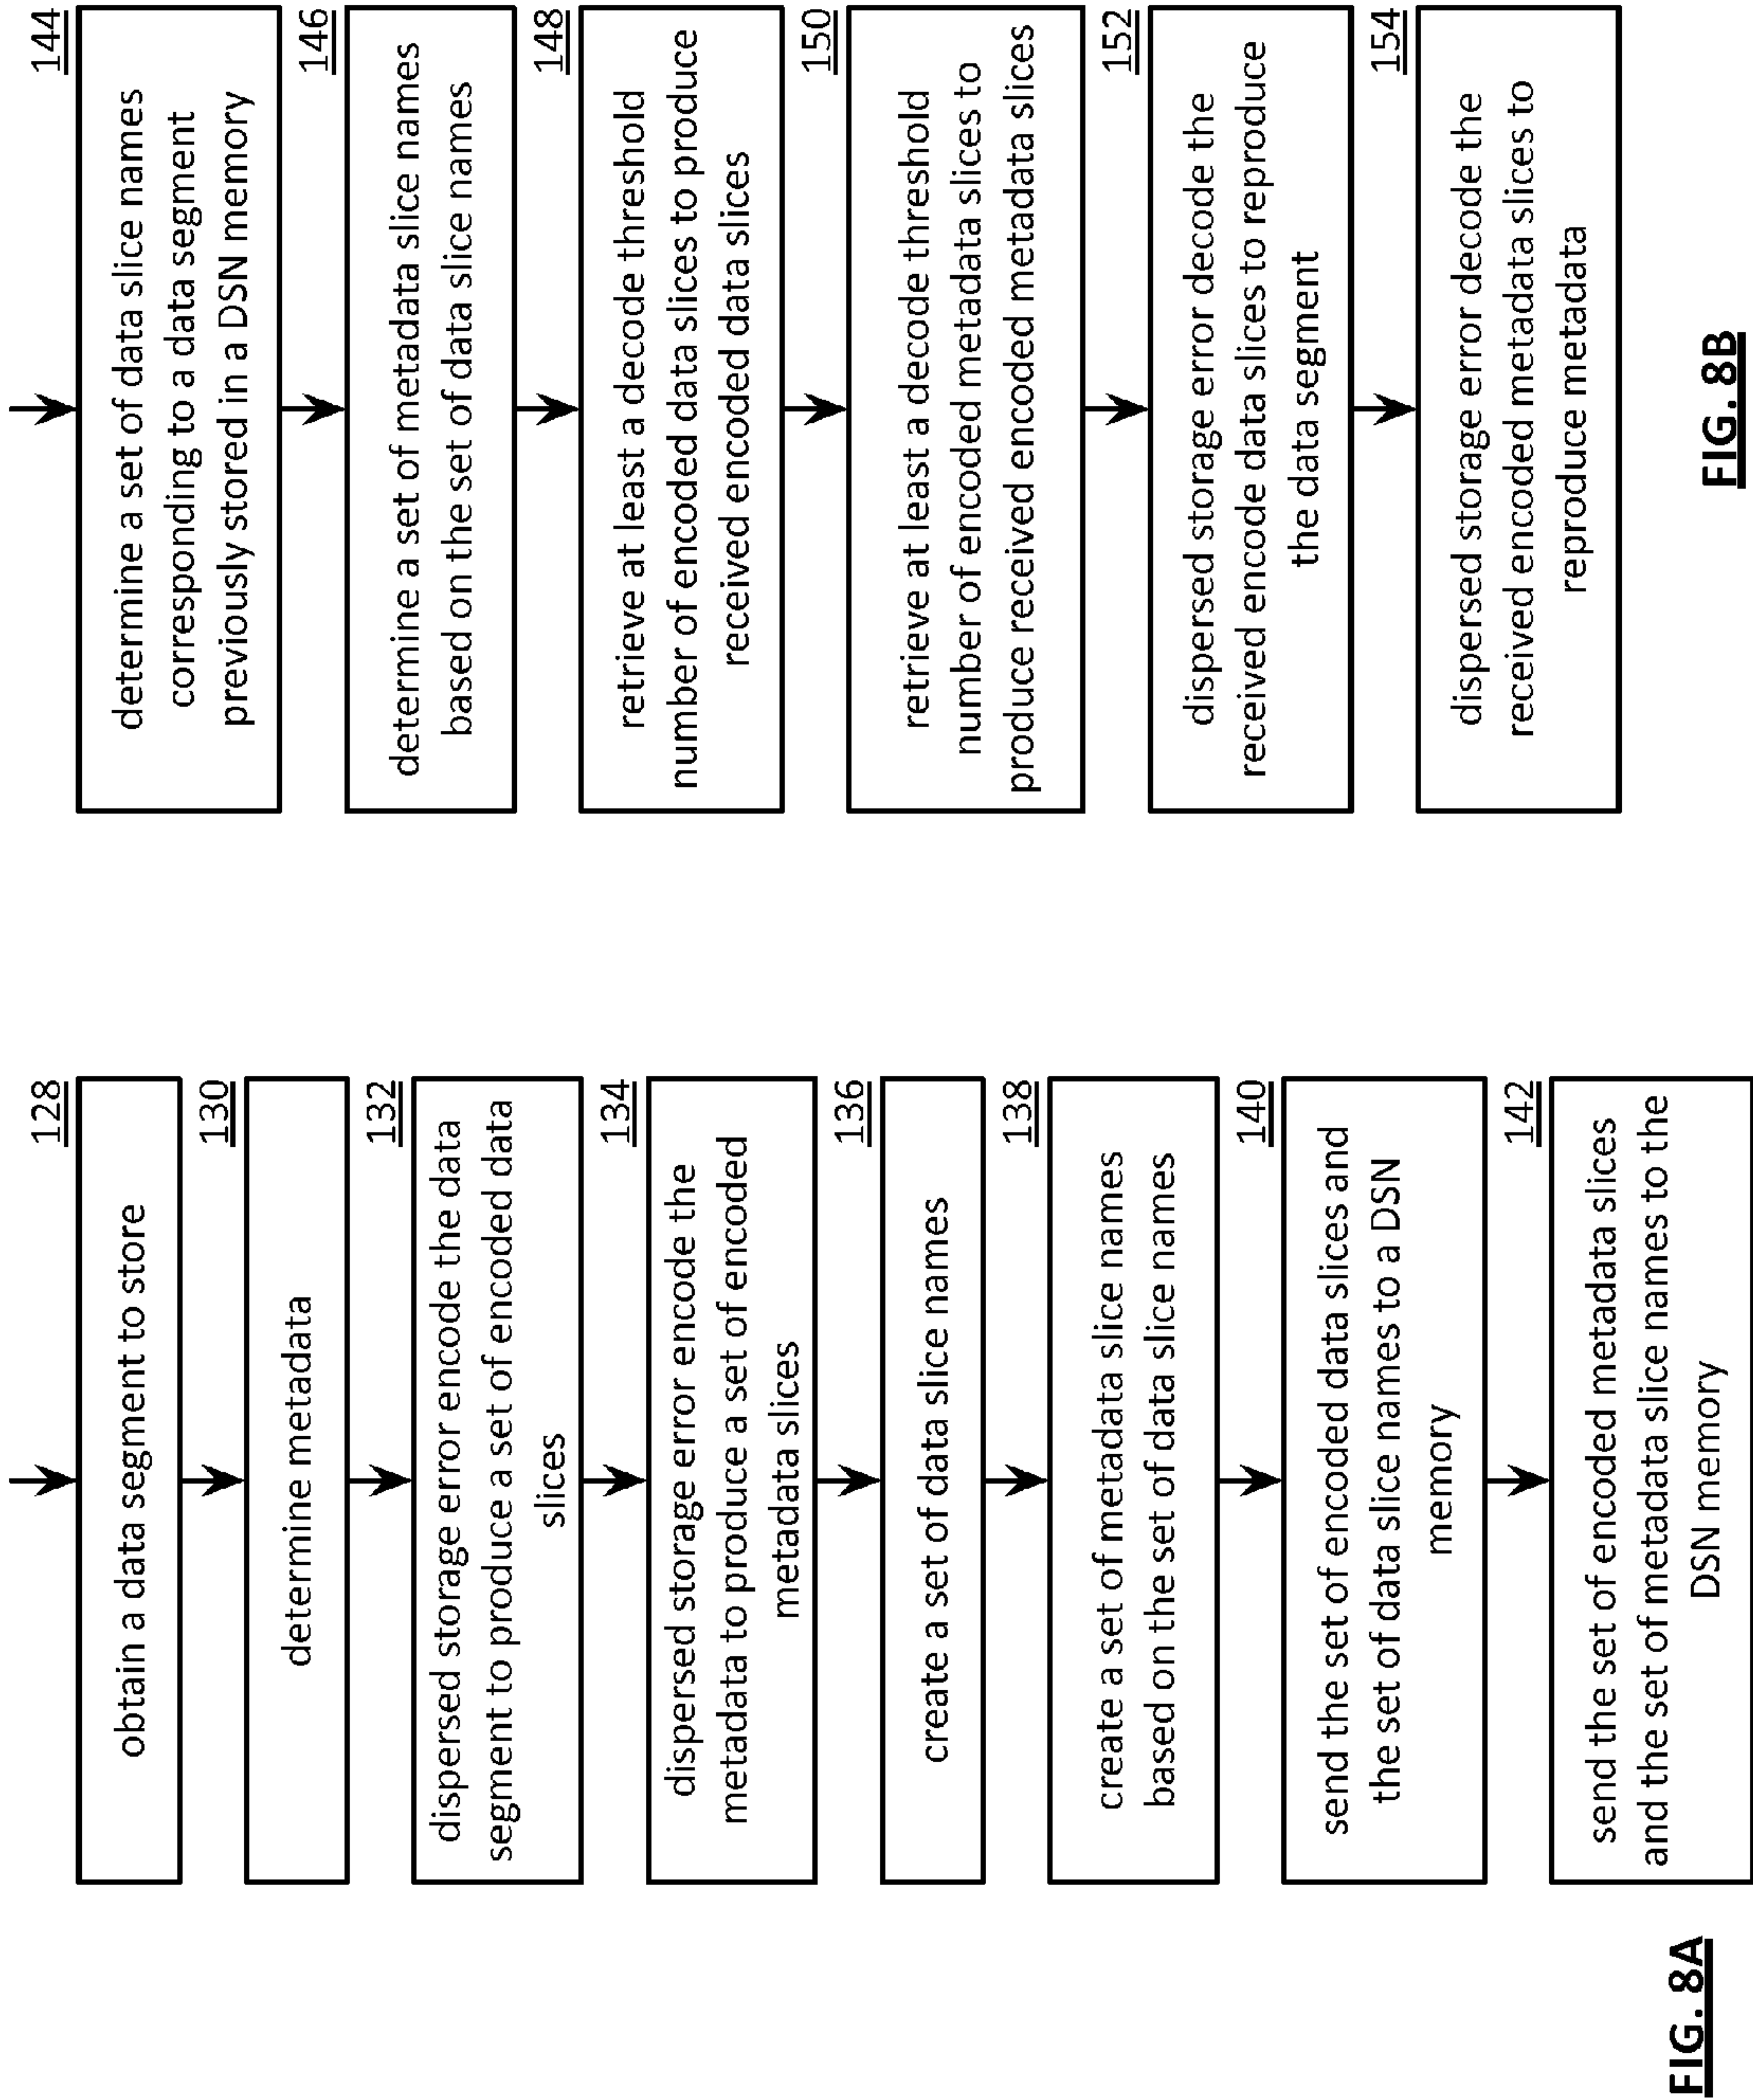 128
obtain a data segment to store
130
determine metadata
132
dispersed storage error encode the data
segment to produce a set of encoded data
slices
134
dispersed storage error encode the
metadata to produce a set of encoded
metadata slices
136
create a set of data slice names
138
create a set of metadata slice names
based on the set of data slice names
140
send the set of encoded data slices and
the set of data slice names to a DSN
memory
142
send the set of encoded metadata slices
and the set of metadata slice names to the
DSN memory
FIG. 8A
144
determine a set of data slice names
corresponding to a data segment
previously stored in a DSN memory
146
determine a set of metadata slice names
based on the set of data slice names
148
retrieve at least a decode threshold
number of encoded data slices to produce
received encoded data slices
150
retrieve at least a decode threshold
number of encoded metadata slices to
produce received encoded metadata slices
152
dispersed storage error decode the
received encode data slices to reproduce
the data segment
154
dispersed storage error decode the
received encoded metadata slices to
reproduce metadata
FIG. 8B